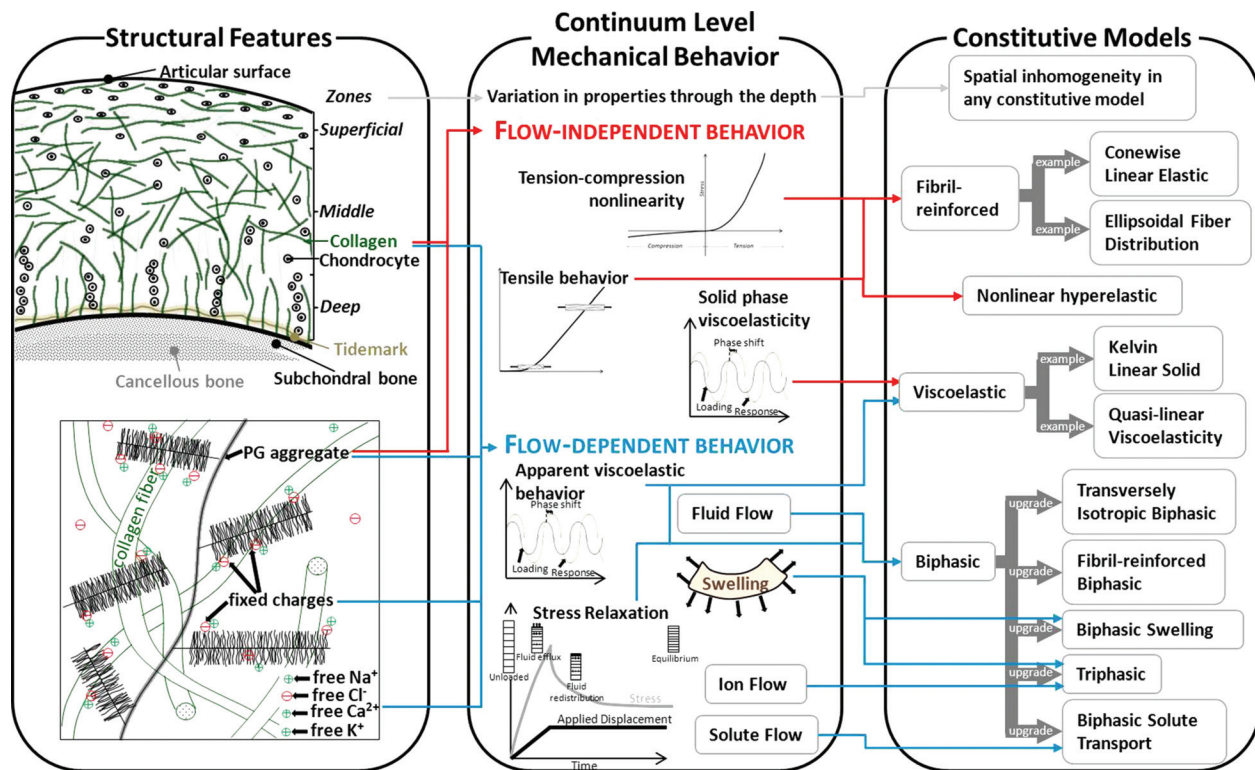 Structural Features
Articular surface
Zones
Superficial
Middle
Collagen
Chondrocyte
Deep
Tidemark
Cancellous bone
Subchondral bone
PG aggregate
collagen fiber
fixed charges
free Na+
free Cl-
free Ca2+
free K+
Continuum Level
Mechanical Behavior
Variation in properties through the depth
FLOW-INDEPENDENT BEHAVIOR
Tension-compression
nonlinearity
Stress
Compression
Tension
Tensile behavior
Solid phase
viscoelasticity
Phase shift
Loading
Response
FLOW-DEPENDENT BEHAVIOR
Apparent viscoelastic
behavior
Phase shift
Loading
Response
Fluid Flow
Swelling
Stress Relaxation
Unloaded
Fluid efflux
Fluid
redistribution
Equilibrium
Stress
Applied Displacement
Time
Ion Flow
Solute Flow
Constitutive Models
Spatial inhomogeneity in
any constitutive model
Fibril-
reinforced
example
Conewise
Linear Elastic
example
Ellipsoidal Fiber
Distribution
Nonlinear hyperelastic
Viscoelastic
example
Kelvin
Linear Solid
example
Quasi-linear
Viscoelasticity
Biphasic
upgrade
Transversely
Isotropic Biphasic
upgrade
Fibril-reinforced
Biphasic
upgrade
Biphasic Swelling
upgrade
Triphasic
upgrade
Biphasic Solute
Transport